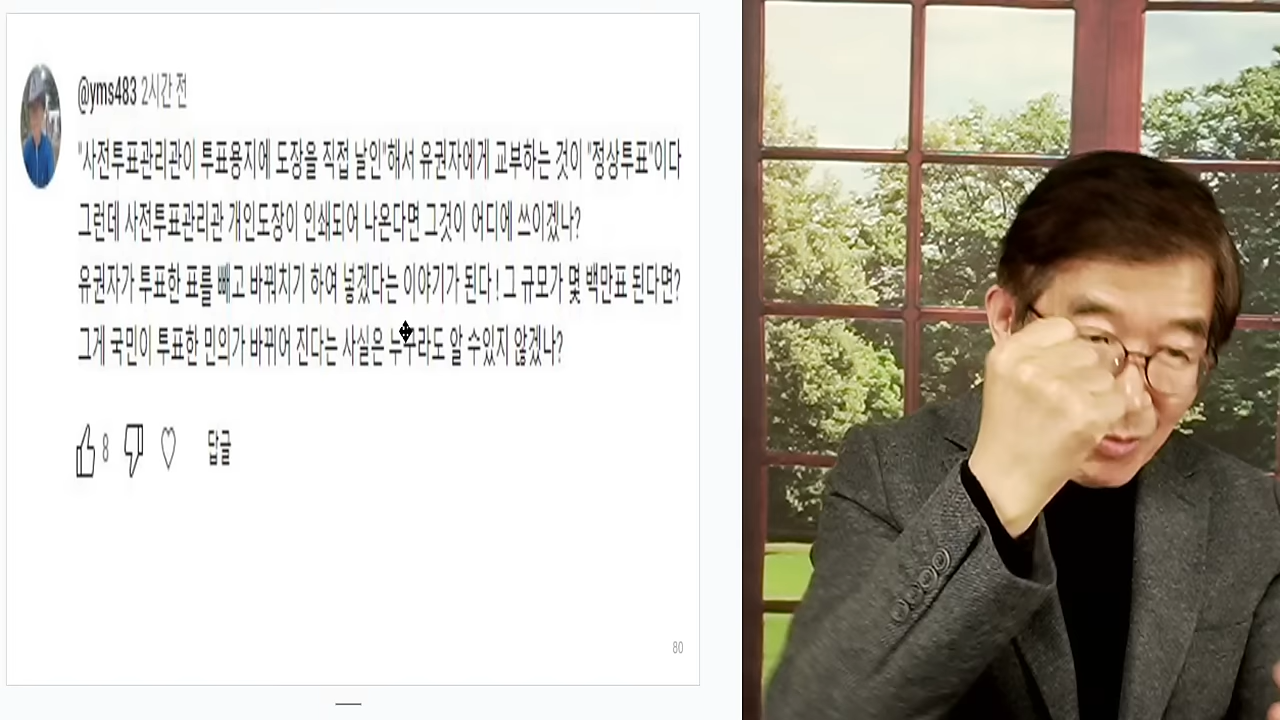 @yms483 2시간 전
"사전투표관리관이 투표용지에 도장을 직접 날인"해서 유권자에게 교부하는 것이 "정상투표"이다
그런데 사전투표관리관 개인도장이 인쇄되어 나온다면 그것이 어디에 쓰이겠나?
유권자가 투표한 표를 빼고 바꿔치기 하여 넣겠다는 이야기가 된다 ! 그 규모가 몇 백만표 된다면?
그게 국민이 투표한 민의가 바뀌어 진다는 사실은 누구라도 알 수있지 않겠나?
8 답글
80